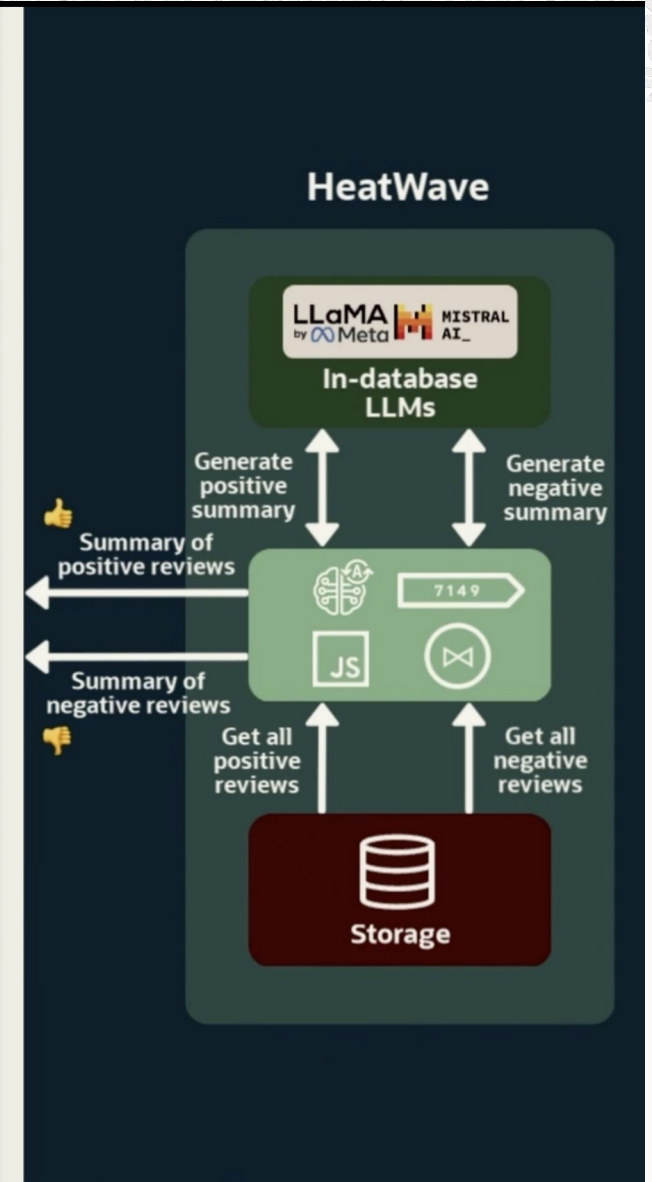 HeatWave
LLaMA
by Meta
MISTRAL
AI_
In-database
LLMs
Generate
positive
summary
Generate
negative
summary
Summary of
positive reviews
7149
JS
Summary of
negative reviews
Get all
positive
reviews
Get all
negative
reviews
Storage